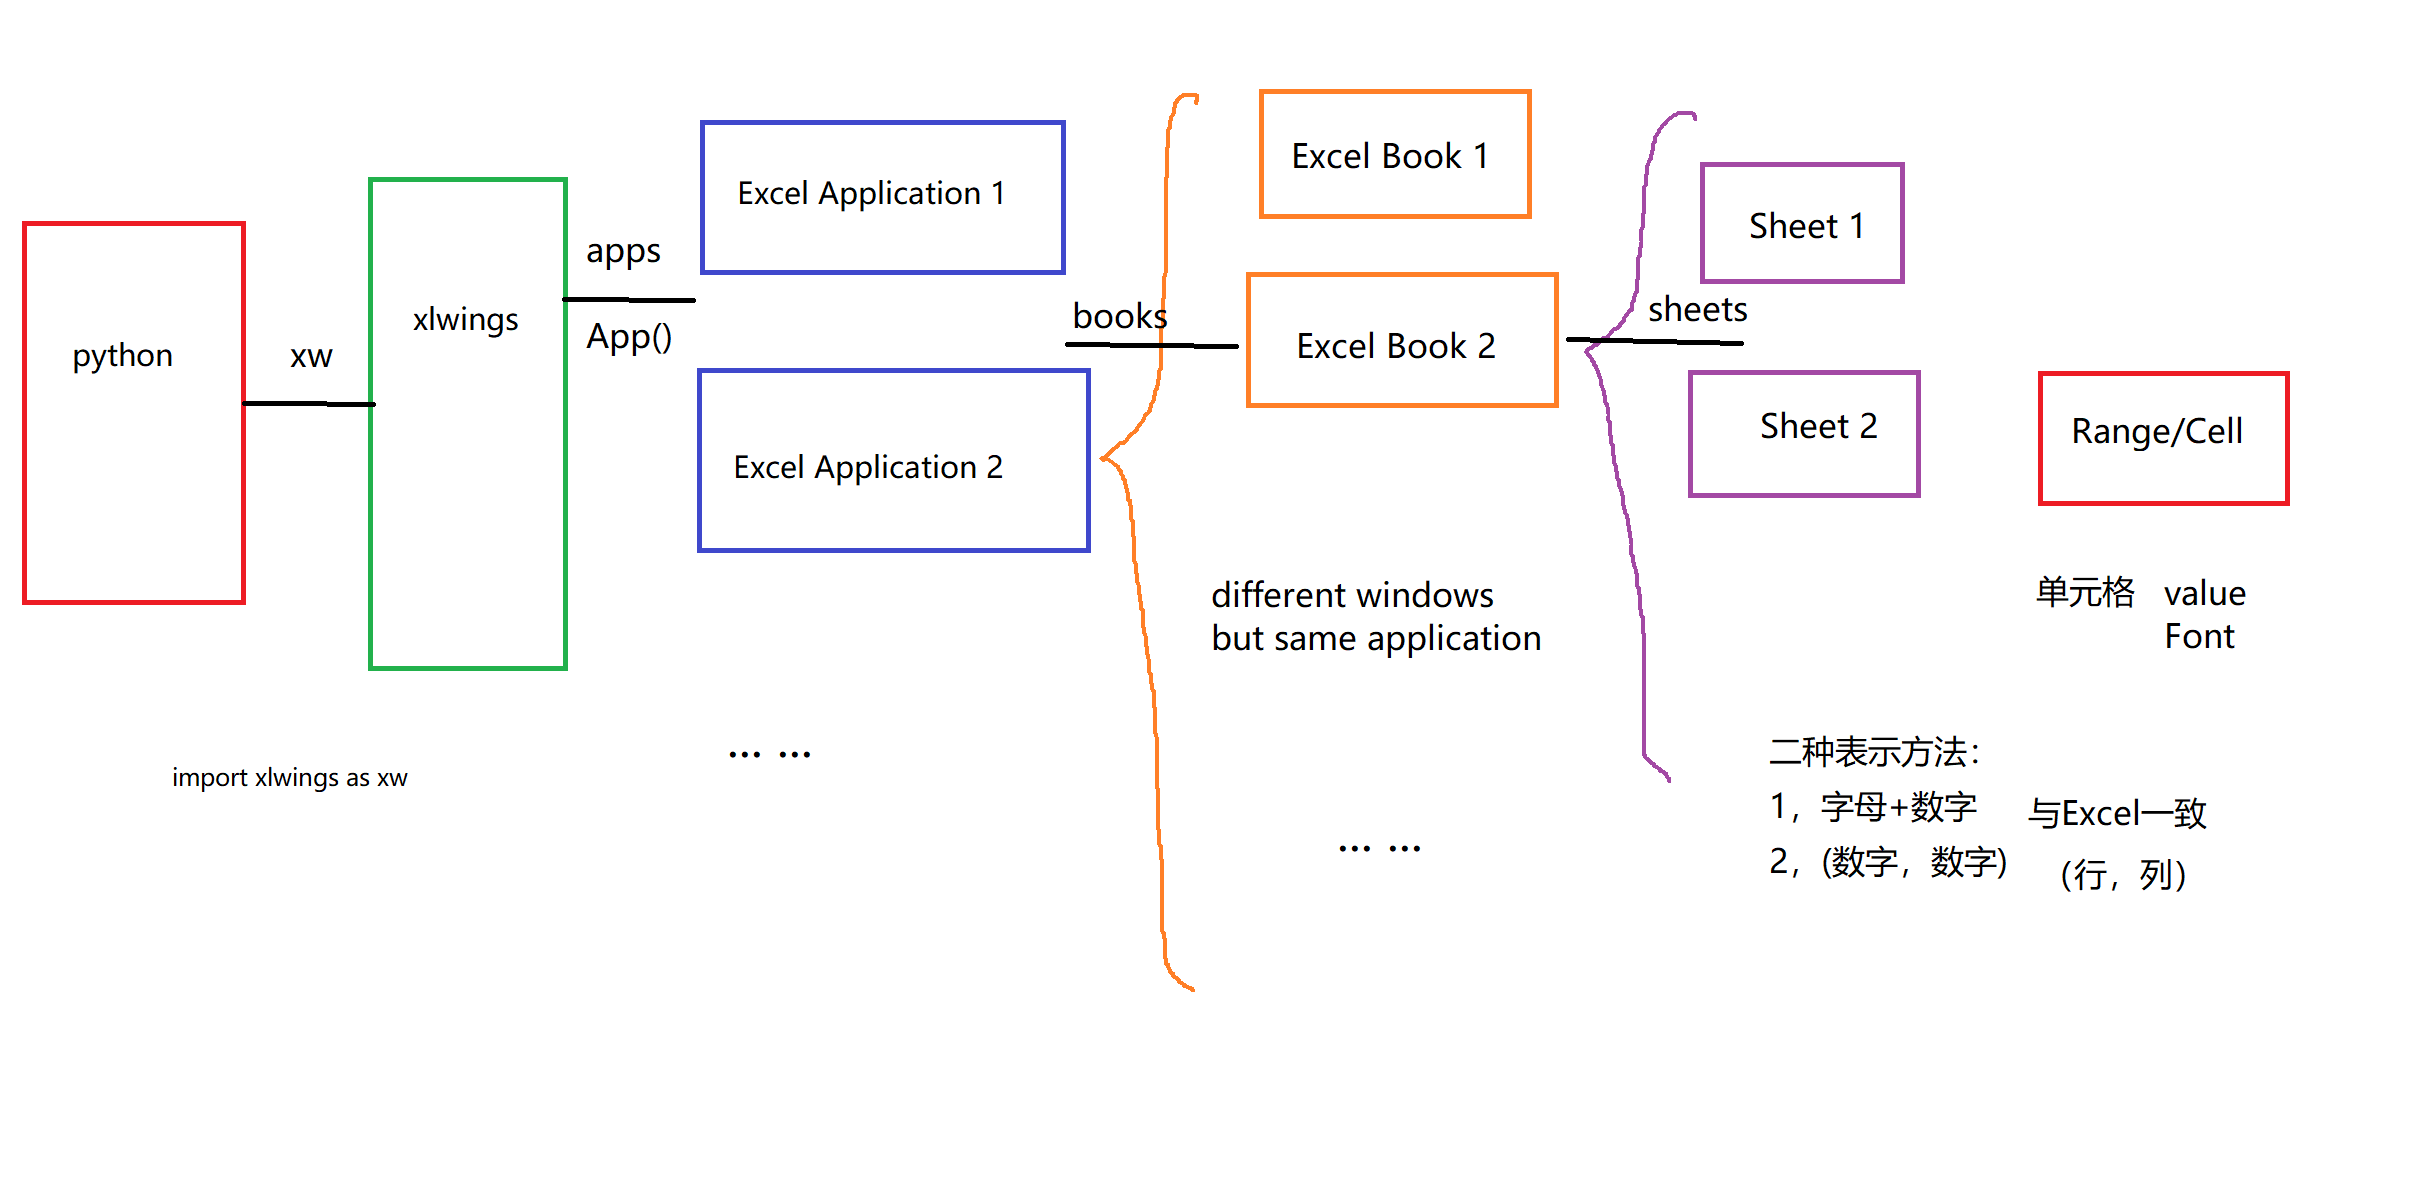 python
xw
xlwings
import xlwings as xw
apps
App()
Excel Application 1
Excel Application 2
... ...
books
Excel Book 1
Excel Book 2
different windows
but same application
... ...
sheets
Sheet 1
Sheet 2
Range/Cell
单元格 value
Font
二种表示方法：
1，字母+数字 与Excel一致
2，(数字，数字) （行，列）